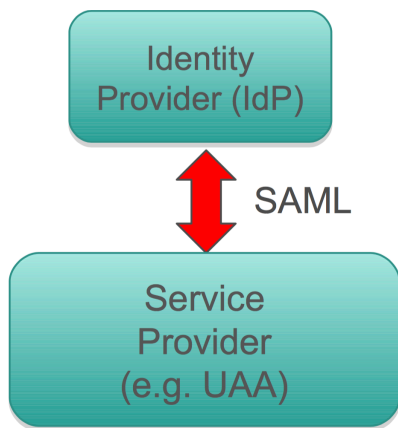 Identity
Provider (IdP)
SAML
Service
Provider
(e.g. UAA)